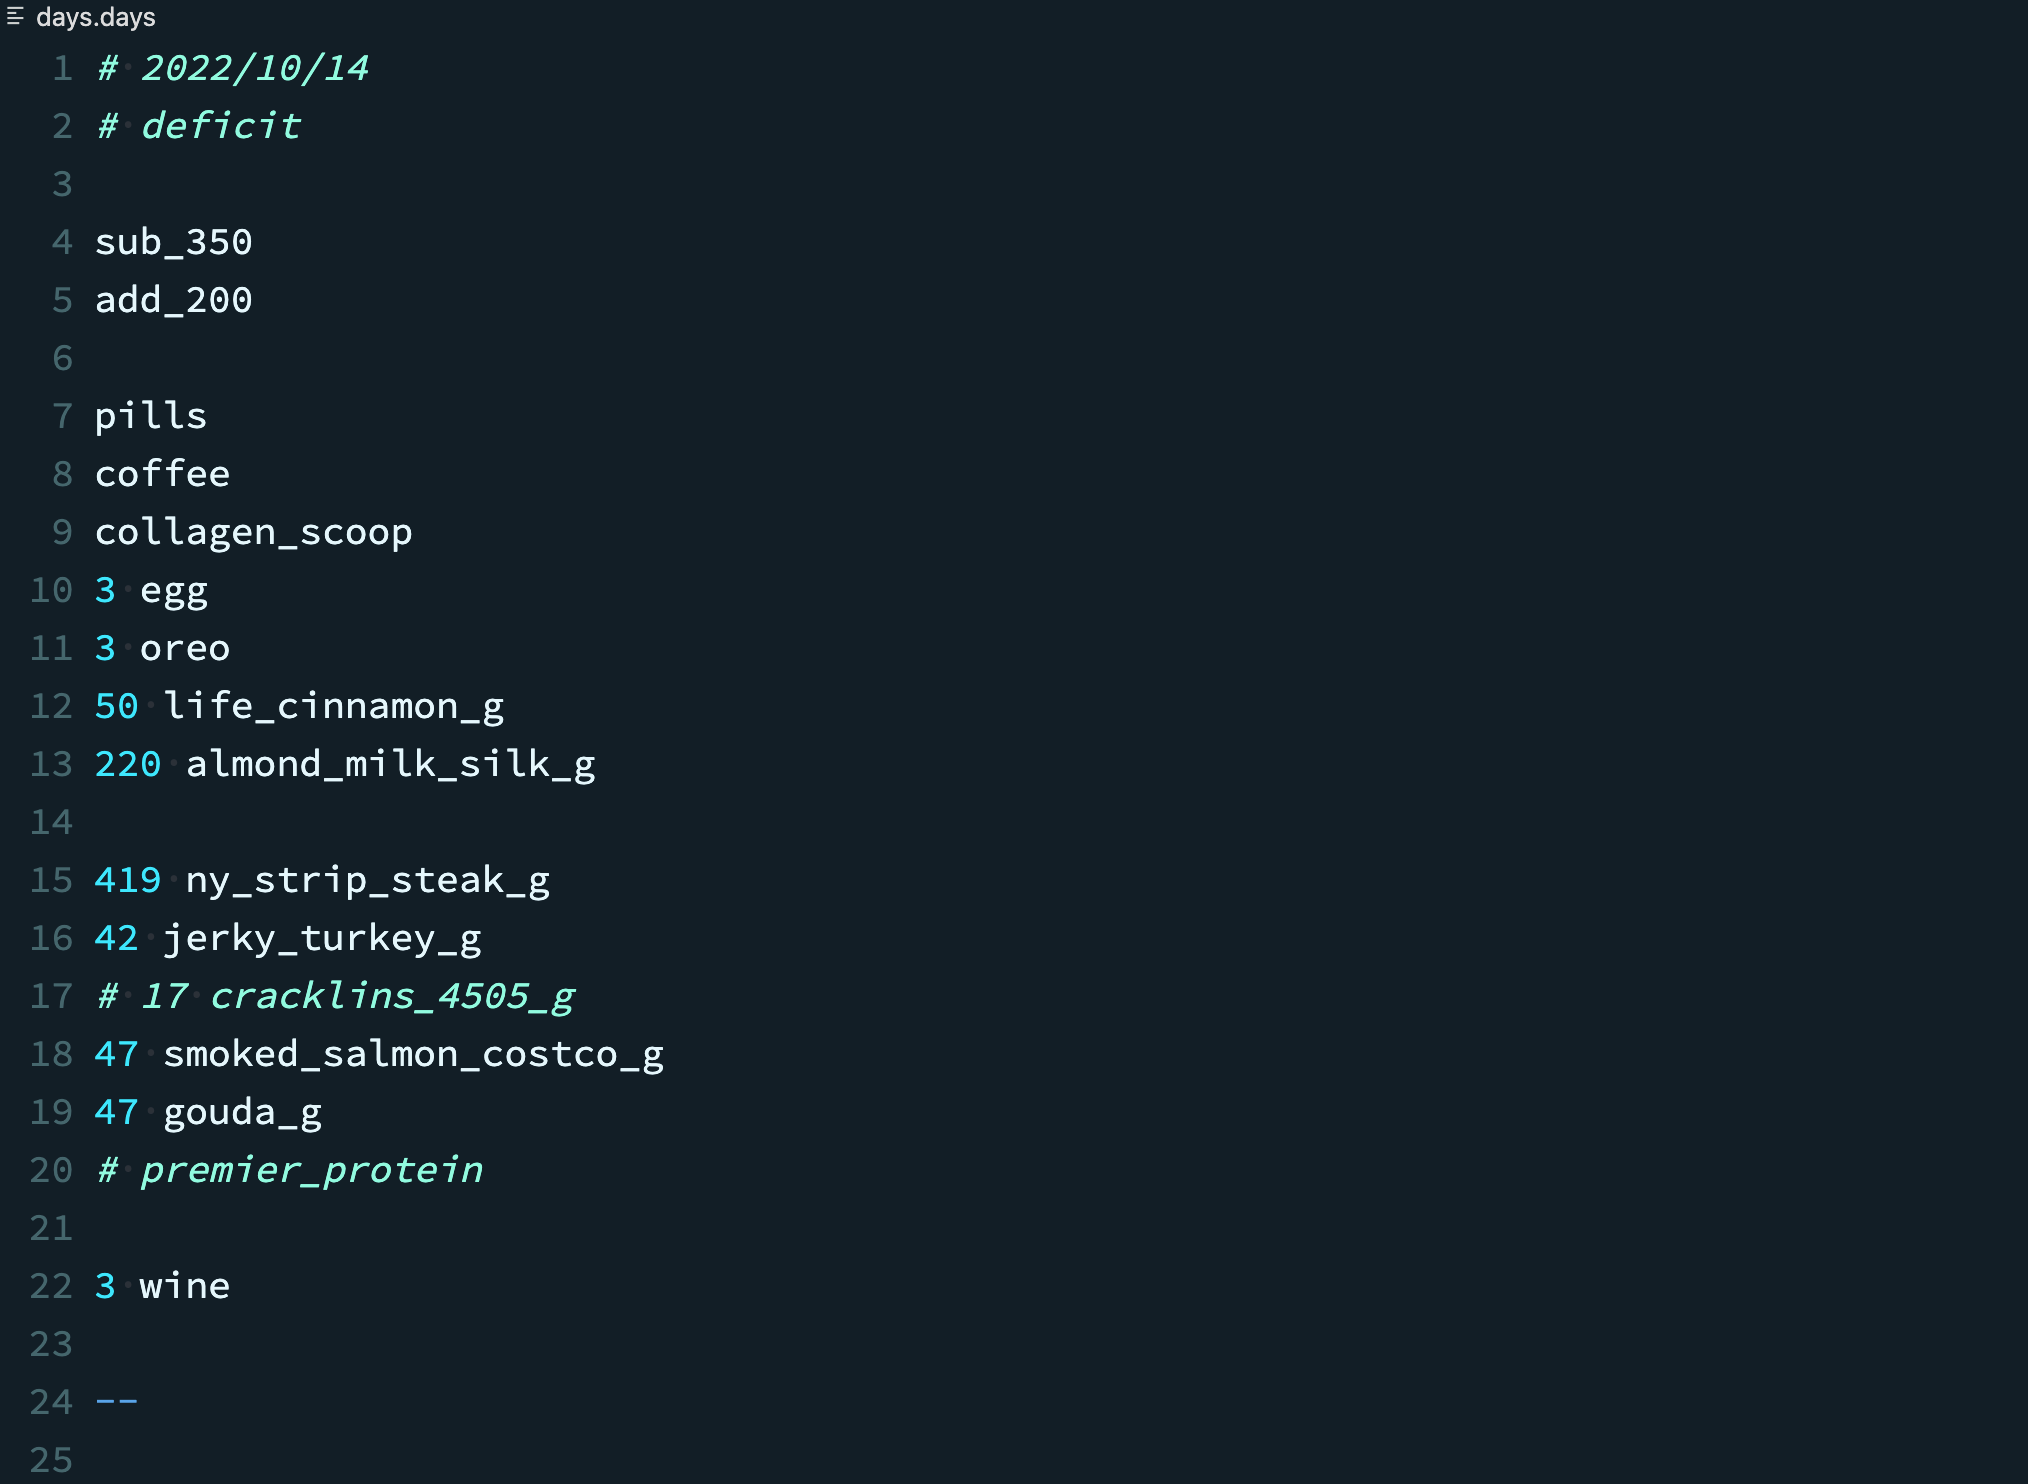 days.days
1 # 2022/10/14
2 # deficit
3
4 sub_350
5 add_200
6
7 pills
8 coffee
9 collagen_scoop
10 3 egg
11 3 oreo
12 50 life_cinnamon_g
13 220 almond_milk_silk_g
14
15 419 ny_strip_steak_g
16 42 jerky_turkey_g
17 # 17 cracklins_4505_g
18 47 smoked_salmon_costco_g
19 47 gouda_g
20 # premier_protein
21
22 3 wine
23
24 --
25